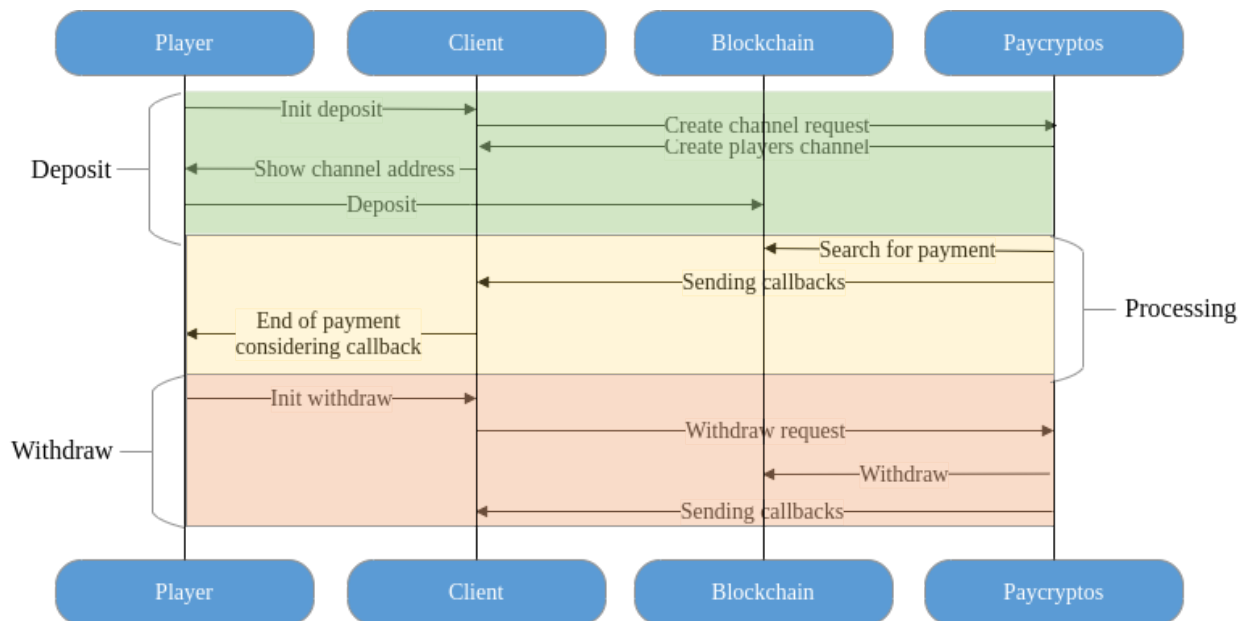 Player
Client
Blockchain
Paycryptos
Init deposit
Create channel request
Create players channel
Deposit
Show channel address
Deposit
Search for payment
Sending callbacks
Processing
End of payment
considering callback
Init withdraw
Withdraw request
Withdraw
Withdraw
Sending callbacks
Player
Client
Blockchain
Paycryptos